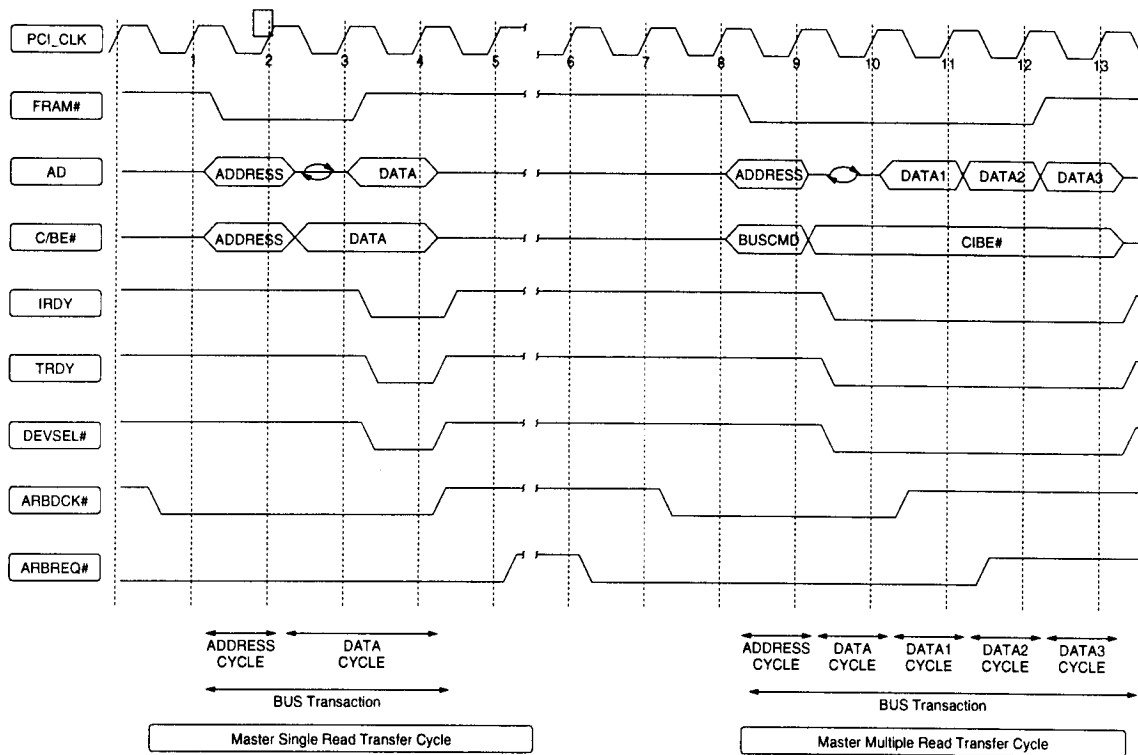 PCI_CLK
1 2 3 4 5 6 7 8 9 10 11 12 13
FRAM#
AD
ADDRESS DATA ADDRESS DATA1 DATA2 DATA3
C/BE#
ADDRESS DATA BUSCMD CIBE#
IRDY
TRDY
DEVSEL#
ARBDCK#
ARBREQ#
ADDRESS CYCLE
DATA CYCLE
ADDRESS CYCLE
DATA CYCLE
DATA1 CYCLE
DATA2 CYCLE
DATA3 CYCLE
BUS Transaction
BUS Transaction
Master Single Read Transfer Cycle
Master Multiple Read Transfer Cycle